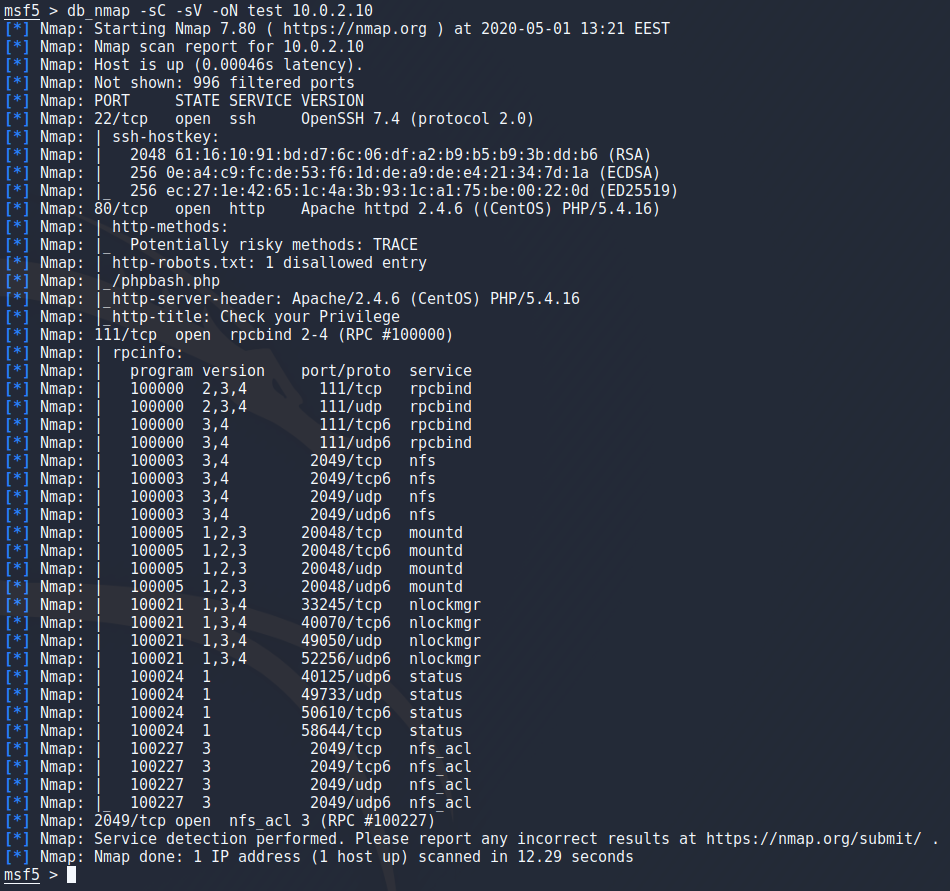 msf5 > db_nmap -sC -sV -oN test 10.0.2.10
[*] Nmap: Starting Nmap 7.80 ( https://nmap.org ) at 2020-05-01 13:21 EEST
[*] Nmap: Nmap scan report for 10.0.2.10
[*] Nmap: Host is up (0.00046s latency).
[*] Nmap: Not shown: 996 filtered ports
[*] Nmap: PORT     STATE SERVICE VERSION
[*] Nmap: 22/tcp   open  ssh     OpenSSH 7.4 (protocol 2.0)
[*] Nmap: | ssh-hostkey:
[*] Nmap: |   2048 61:16:10:91:bd:d7:6c:06:df:a2:b9:b5:b9:3b:dd:b6 (RSA)
[*] Nmap: |   256 0e:a4:c9:fc:de:53:f6:1d:de:a9:de:e4:21:34:7d:1a (ECDSA)
[*] Nmap: |_  256 ec:27:1e:42:65:1c:4a:3b:93:1c:a1:75:be:00:22:0d (ED25519)
[*] Nmap: 80/tcp   open  http    Apache httpd 2.4.6 ((CentOS) PHP/5.4.16)
[*] Nmap: | http-methods:
[*] Nmap: |_  Potentially risky methods: TRACE
[*] Nmap: | http-robots.txt: 1 disallowed entry
[*] Nmap: |_/phpbash.php
[*] Nmap: |_http-server-header: Apache/2.4.6 (CentOS) PHP/5.4.16
[*] Nmap: |_http-title: Check your Privilege
[*] Nmap: 111/tcp  open  rpcbind 2-4 (RPC #100000)
[*] Nmap: | rpcinfo:
[*] Nmap: |   program version    port/proto  service
[*] Nmap: |   100000  2,3,4        111/tcp   rpcbind
[*] Nmap: |   100000  2,3,4        111/udp   rpcbind
[*] Nmap: |   100000  3,4          111/tcp6  rpcbind
[*] Nmap: |   100000  3,4          111/udp6  rpcbind
[*] Nmap: |   100003  3,4         2049/tcp   nfs
[*] Nmap: |   100003  3,4         2049/tcp6  nfs
[*] Nmap: |   100003  3,4         2049/udp   nfs
[*] Nmap: |   100003  3,4         2049/udp6  nfs
[*] Nmap: |   100005  1,2,3      20048/tcp   mountd
[*] Nmap: |   100005  1,2,3      20048/tcp6  mountd
[*] Nmap: |   100005  1,2,3      20048/udp   mountd
[*] Nmap: |   100005  1,2,3      20048/udp6  mountd
[*] Nmap: |   100021  1,3,4      33245/tcp   nlockmgr
[*] Nmap: |   100021  1,3,4      40070/tcp6  nlockmgr
[*] Nmap: |   100021  1,3,4      49050/udp   nlockmgr
[*] Nmap: |   100021  1,3,4      52256/udp6  nlockmgr
[*] Nmap: |   100024  1          40125/udp6  status
[*] Nmap: |   100024  1          49733/udp   status
[*] Nmap: |   100024  1          50610/tcp6  status
[*] Nmap: |   100024  1          58644/tcp   status
[*] Nmap: |   100227  3           2049/tcp   nfs_acl
[*] Nmap: |   100227  3           2049/tcp6  nfs_acl
[*] Nmap: |   100227  3           2049/udp   nfs_acl
[*] Nmap: |_  100227  3           2049/udp6  nfs_acl
[*] Nmap: 2049/tcp open  nfs_acl 3 (RPC #100227)
[*] Nmap: Service detection performed. Please report any incorrect results at https://nmap.org/submit/ .
[*] Nmap: Nmap done: 1 IP address (1 host up) scanned in 12.29 seconds
msf5 >